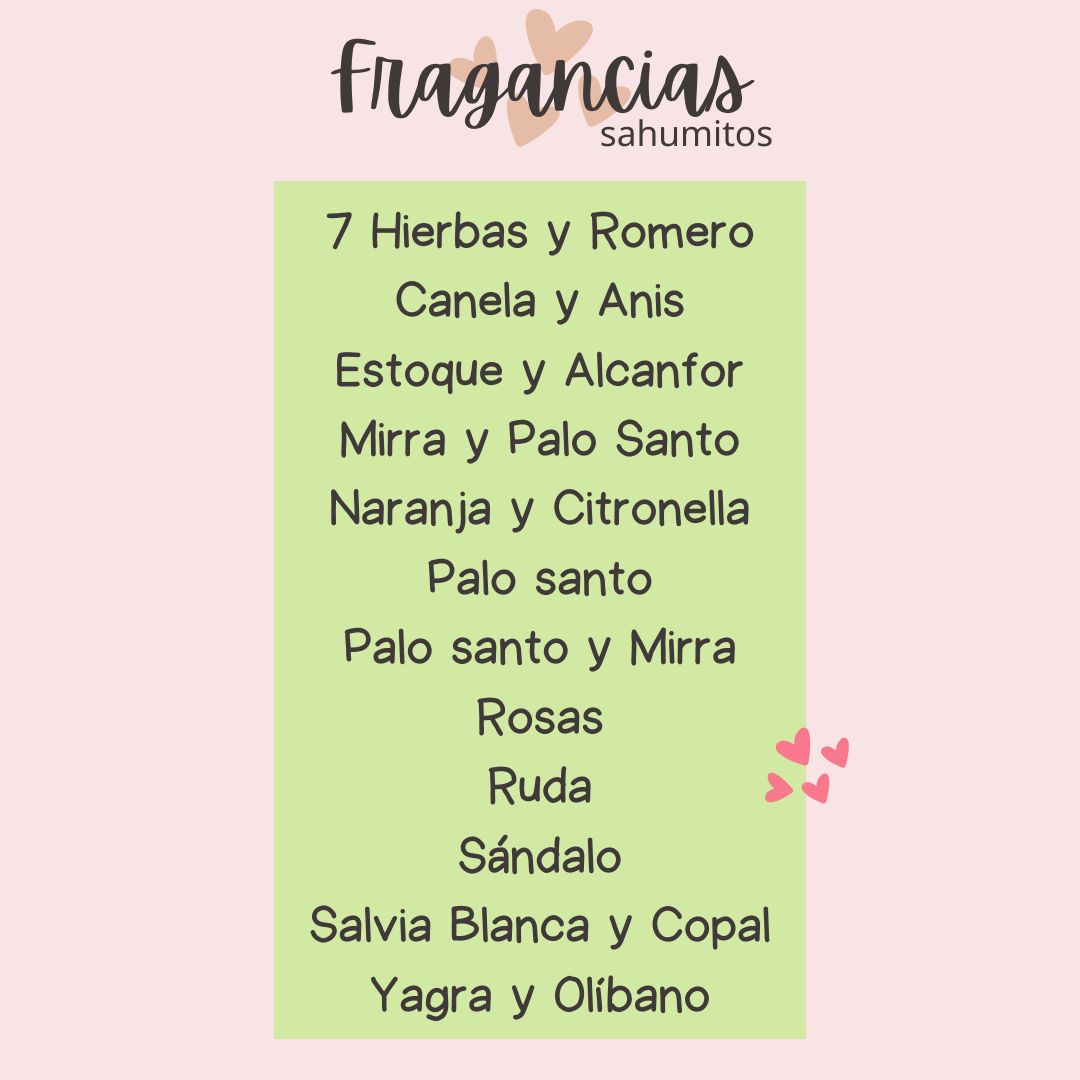 Fragancias
sahumitos
7 Hierbas y Romero
Canela y Anis
Estoque y Alcanfor
Mirra y Palo Santo
Naranja y Citronella
Palo santo
Palo santo y Mirra
Rosas
Ruda
Sándalo
Salvia Blanca y Copal
Yagra y Olíbano